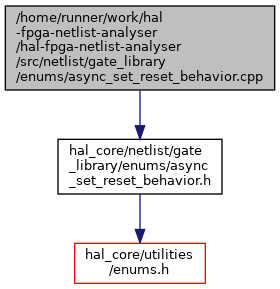 /home/runner/work/hal
-fpga-netlist-analyser
/hal-fpga-netlist-analyser
/src/netlist/gate_library
/enums/async_set_reset_behavior.cpp
hal_core/netlist/gate
_library/enums/async
_set_reset_behavior.h
hal_core/utilities
/enums.h